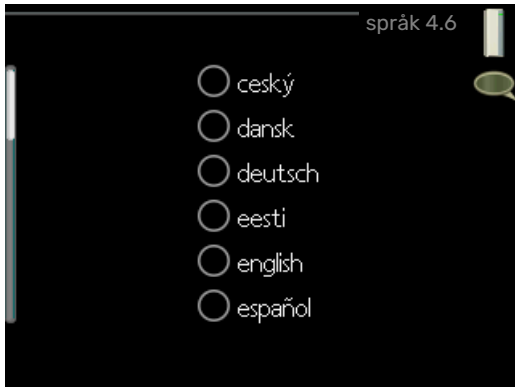 språk 4.6
ceský
dansk
deutsch
eesti
english
español